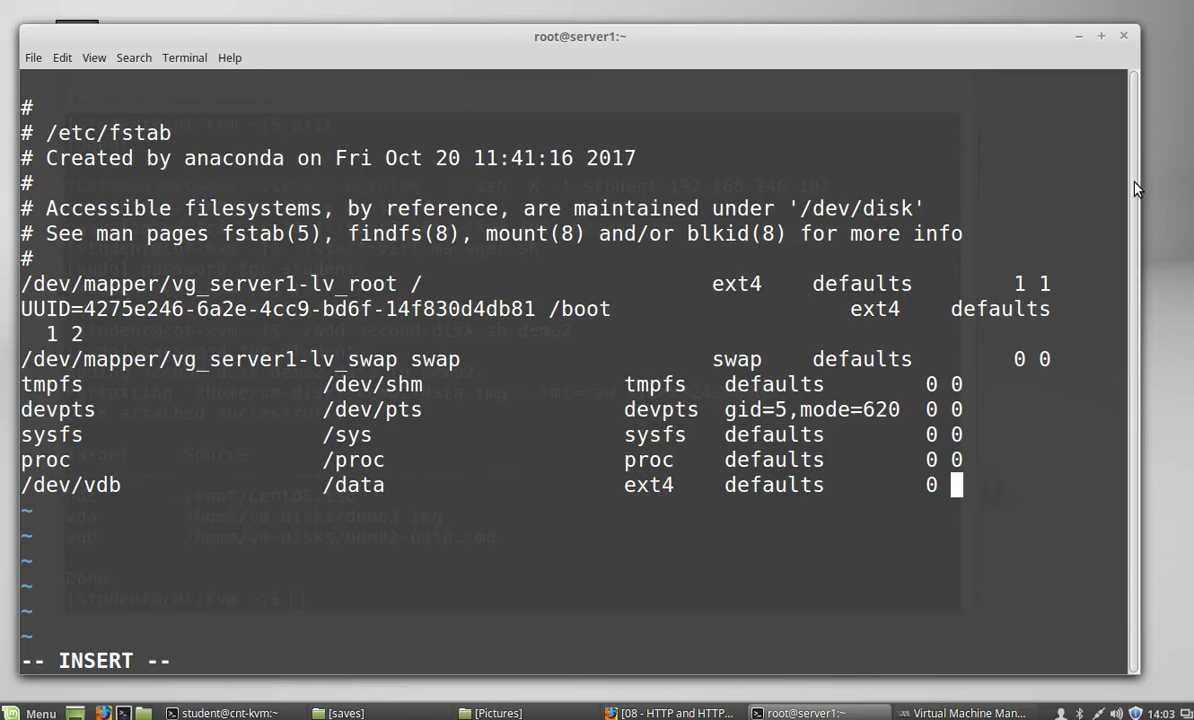 root@server1:~
File Edit View Search Terminal Help
#
# /etc/fstab
# Created by anaconda on Fri Oct 20 11:41:16 2017
#
# Accessible filesystems, by reference, are maintained under '/dev/disk'
# See man pages fstab(5), findfs(8), mount(8) and/or blkid(8) for more info
#
/dev/mapper/vg_server1-lv_root / ext4 defaults 1 1
UUID=4275e246-6a2e-4cc9-bd6f-14f830d4db81 /boot ext4 defaults
1 2
/dev/mapper/vg_server1-lv_swap swap swap defaults 0 0
tmpfs /dev/shm tmpfs defaults 0 0
devpts /dev/pts devpts gid=5,mode=620 0 0
sysfs /sys sysfs defaults 0 0
proc /proc proc defaults 0 0
/dev/vdb /data ext4 defaults 0
~
~
~
~
~
~
-- INSERT --
Menu student@cnt-kvm:~ [saves] [Pictures] [08 - HTTP and HTTP... root@server1:~ Virtual Machine Man... 14:03